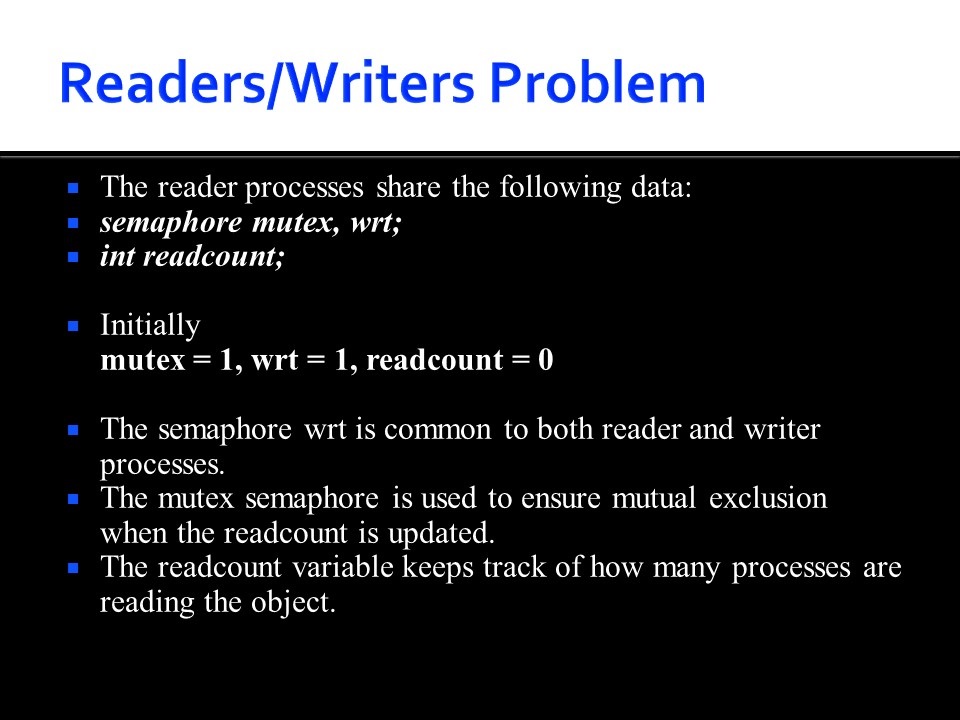 Readers/Writers Problem
The reader processes share the following data:
semaphore mutex, wrt;
int readcount;
Initially
mutex = 1, wrt = 1, readcount = 0
The semaphore wrt is common to both reader and writer
processes.
The mutex semaphore is used to ensure mutual exclusion
when the readcount is updated.
The readcount variable keeps track of how many processes are
reading the object.